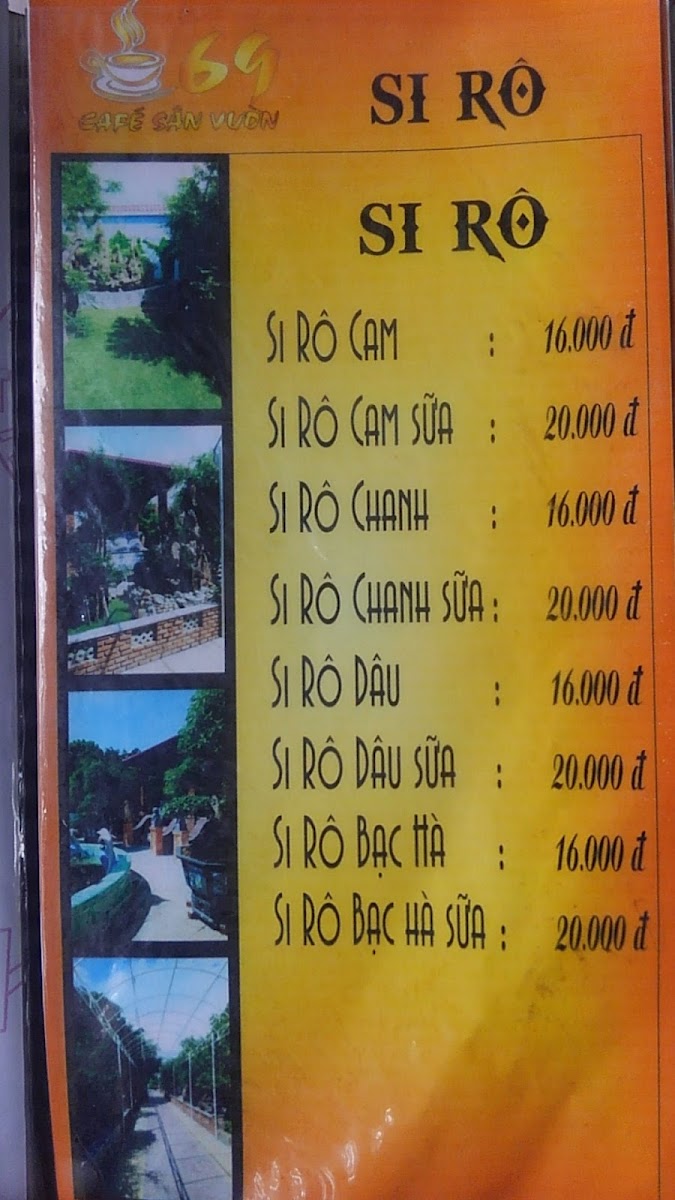 69
CAFÉ SÂN VƯỜN
SI RÔ
SI RÔ
SI RÔ CAM : 16.000 đ
SI RÔ CAM SỮA : 20.000 đ
SI RÔ CHANH : 16.000 đ
SI RÔ CHANH SỮA : 20.000 đ
SI RÔ DÂU : 16.000 đ
SI RÔ DÂU SỮA : 20.000 đ
SI RÔ BẠC HÀ : 16.000 đ
SI RÔ BẠC HÀ SỮA : 20.000 đ